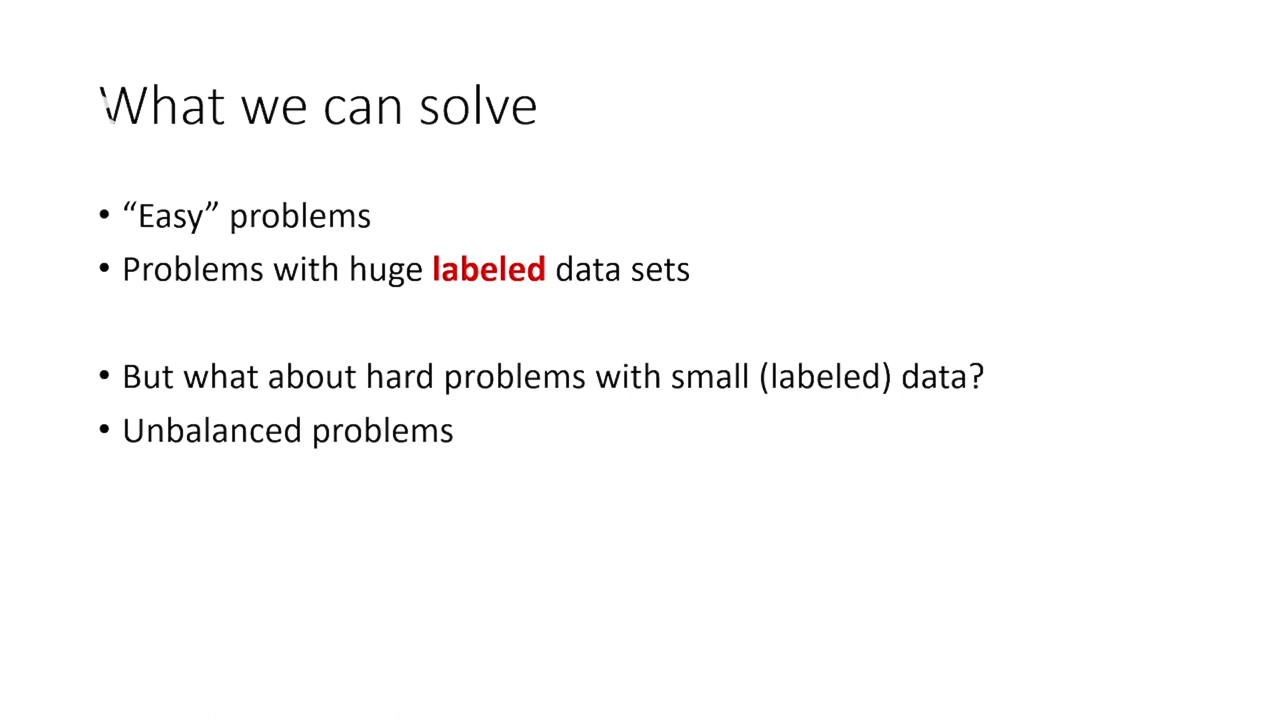 What we can solve
• “Easy” problems
• Problems with huge labeled data sets
• But what about hard problems with small (labeled) data?
• Unbalanced problems